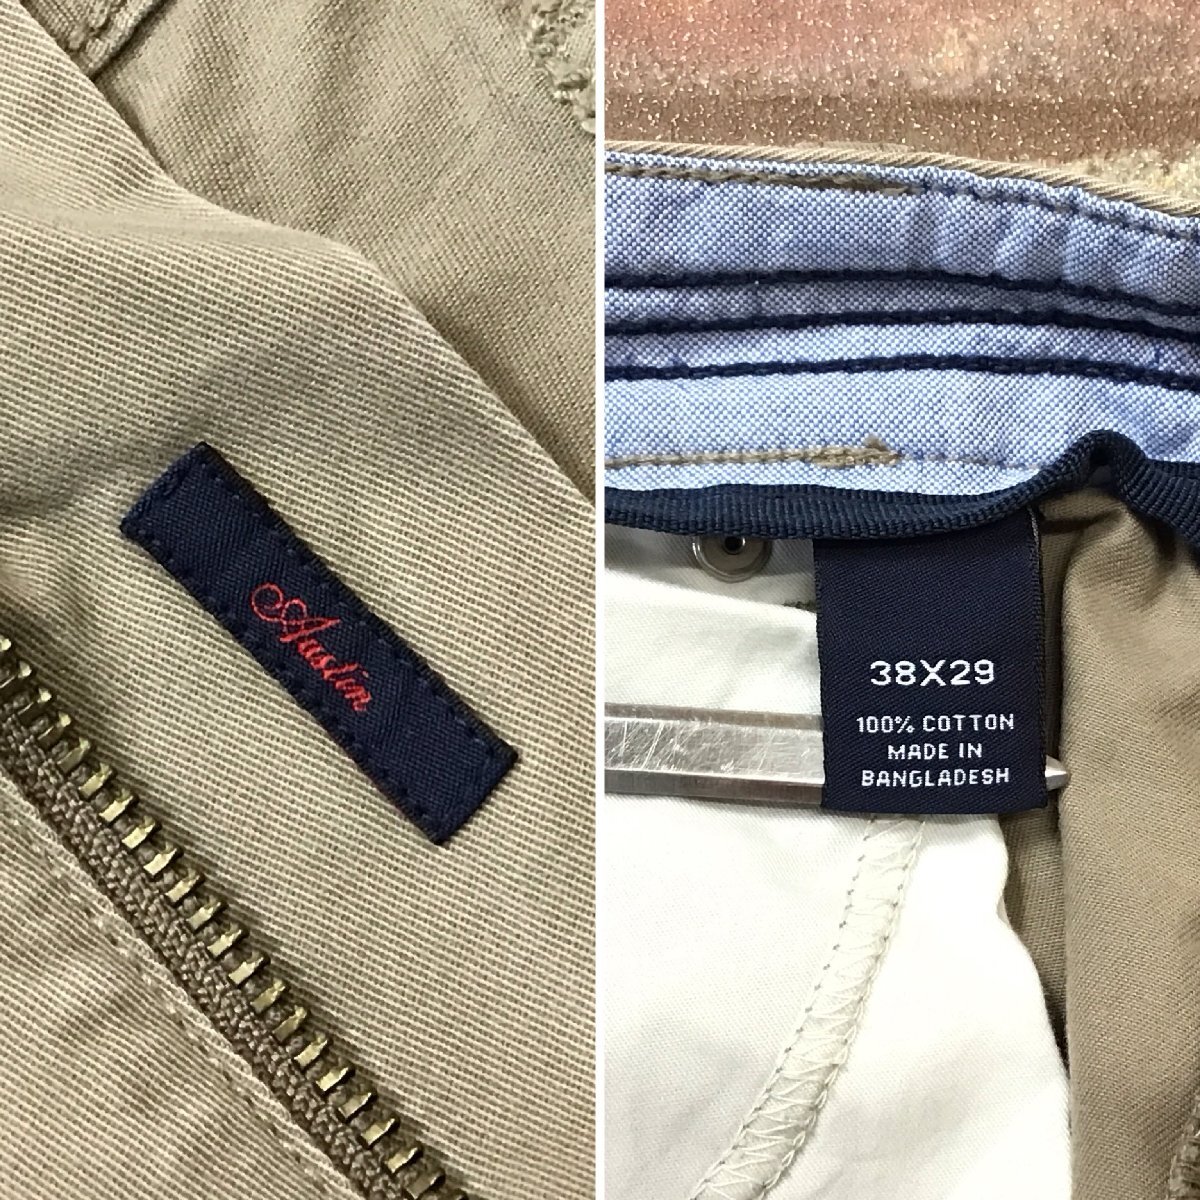 Austin
38X29
100% COTTON
MADE IN
BANGLADESH